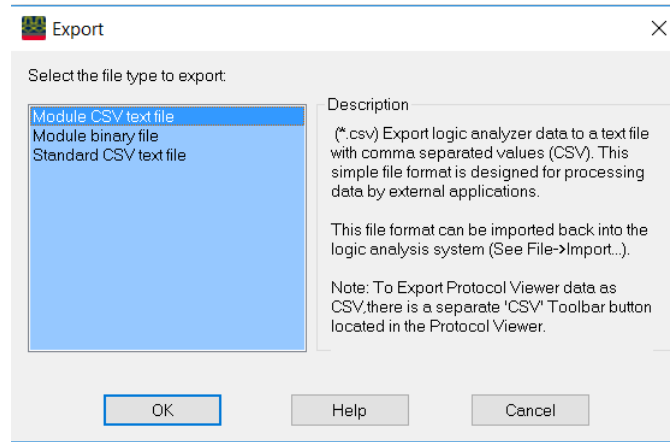 Export
Select the file type to export:
Module CSV text file
Module binary file
Standard CSV text file
Description
(*.csv) Export logic analyzer data to a text file
with comma separated values (CSV). This
simple file format is designed for processing
data by external applications.
This file format can be imported back into the
logic analysis system (See File->Import...).
Note: To Export Protocol Viewer data as
CSV,there is a separate 'CSV' Toolbar button
located in the Protocol Viewer.
OK
Help
Cancel